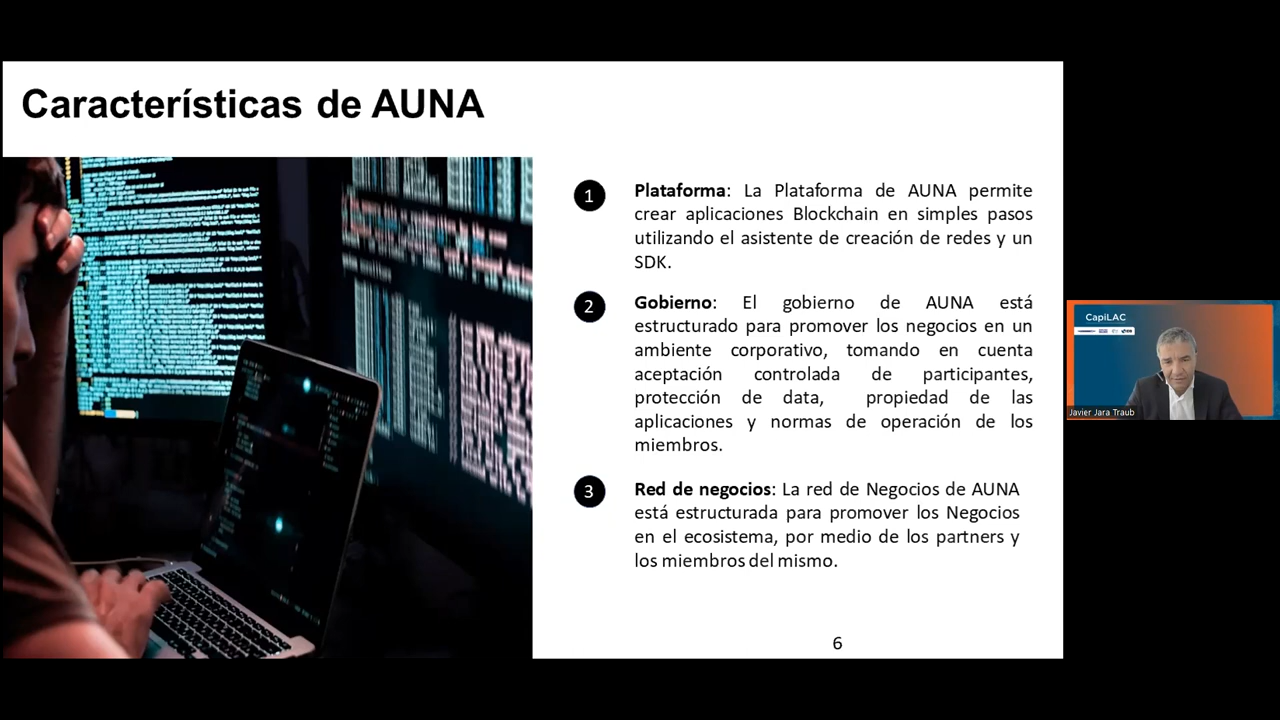 Características de AUNA
1
Plataforma: La Plataforma de AUNA permite
crear aplicaciones Blockchain en simples pasos
utilizando el asistente de creación de redes y un
SDK.
2
Gobierno: El gobierno de AUNA está
estructurado para promover los negocios en un
ambiente corporativo, tomando en cuenta
aceptación controlada de participantes,
protección de data, propiedad de las
aplicaciones y normas de operación de los
miembros.
3
Red de negocios: La red de Negocios de AUNA
está estructurada para promover los Negocios
en el ecosistema, por medio de los partners y
los miembros del mismo.
6
CapiLAC
Javier Jara Traub